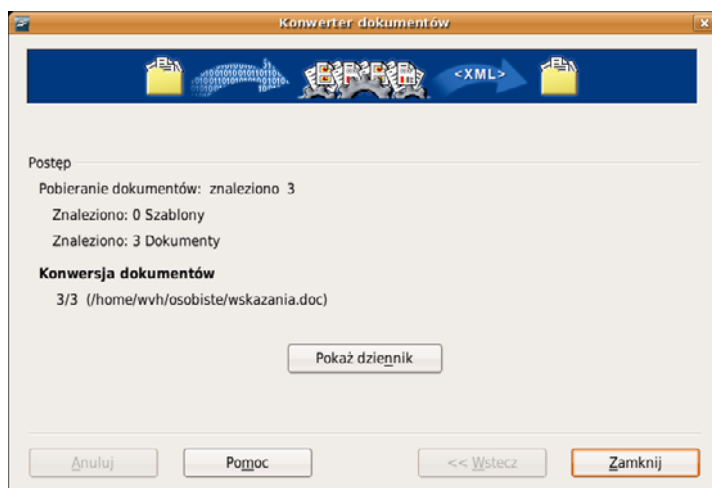 Konwerter dokumentów
<XML>
Postęp
Pobieranie dokumentów: znaleziono 3
Znaleziono: 0 Szablony
Znaleziono: 3 Dokumenty
Konwersja dokumentów
3/3 (/home/wvh/osobiste/wskazania.doc)
Pokaż dziennik
Anuluj Pomoc << Wstecz Zamknij